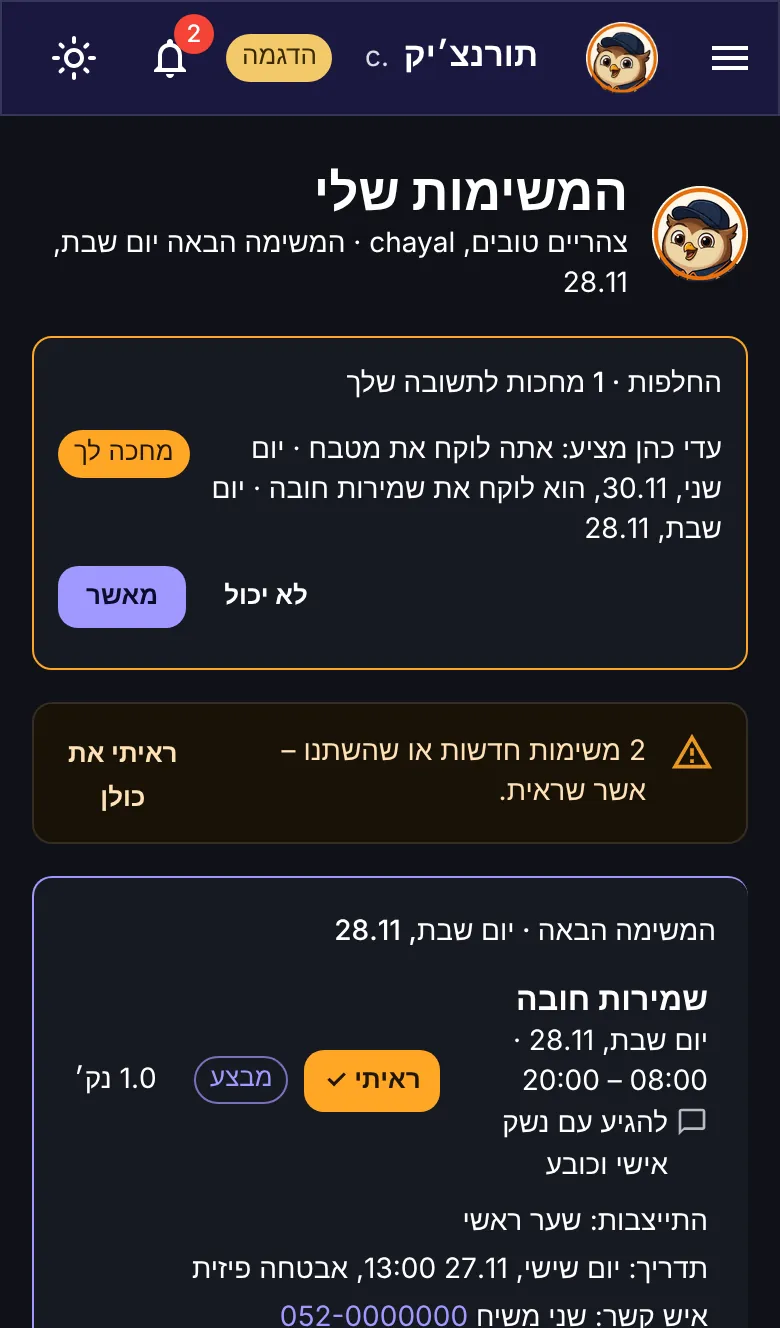 תורנצ׳יק
c.
הדגמה
2
המשימות שלי
צהריים טובים, chayal · המשימה הבאה יום שבת,
28.11
החלפות · 1 מחכות לתשובה שלך
עדי כהן מציע: אתה לוקח את מטבח · יום
שני, 30.11, הוא לוקח את שמירות חובה · יום
שבת, 28.11
מחכה לך
לא יכול
מאשר
2 משימות חדשות או שהשתנו –
אשר שראית.
ראיתי את
כולן
המשימה הבאה · יום שבת, 28.11
שמירות חובה
יום שבת, 28.11 ·
08:00 – 20:00
להגיע עם נשק
אישי וכובע
ראיתי ✓
מבצע
1.0 נק׳
התייצבות: שער ראשי
תדריך: יום שישי, 27.11 13:00, אבטחה פיזית
איש קשר: שני משיח 052-0000000